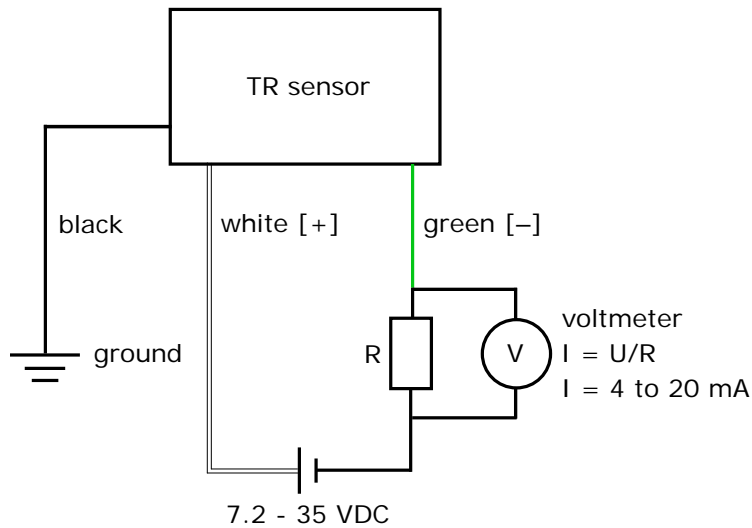 TR sensor
black
white [+]
green [–]
ground
R
V
voltmeter
I = U/R
I = 4 to 20 mA
7.2 - 35 VDC